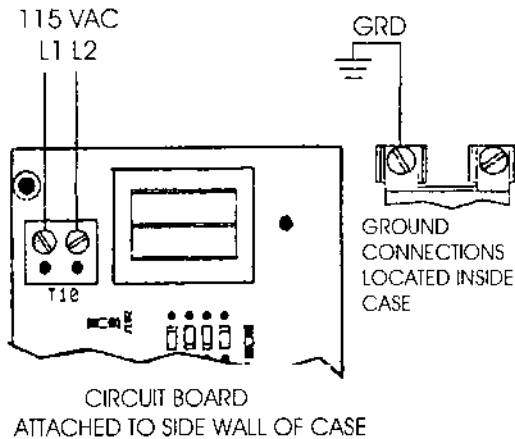 115 VAC
L1 L2
GRD
GROUND
CONNECTIONS
LOCATED INSIDE
CASE
T10
CIRCUIT BOARD
ATTACHED TO SIDE WALL OF CASE